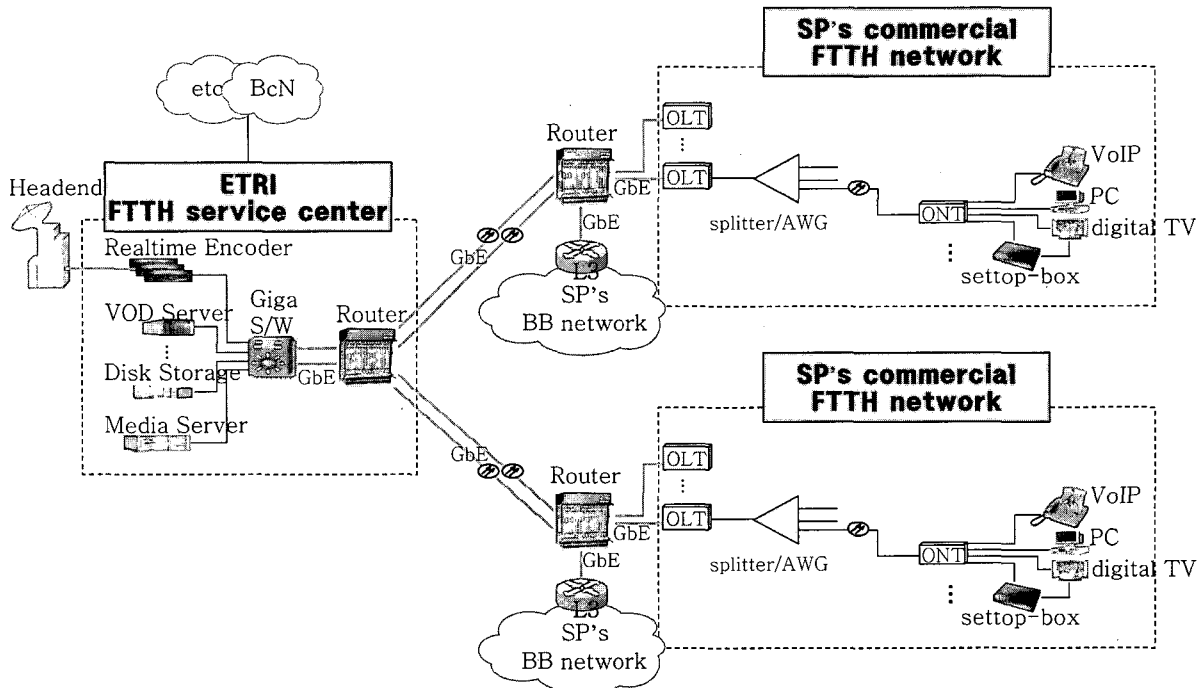 SP's commercial
FTTH network
etc
BcN
Router
OLT
OLT
GbE
GbE
splitter/AWG
ONT
VoIP
PC
digital TV
settop-box
ETRI
FTTH service center
Headend
Realtime Encoder
VOD Server
Giga
S/W
Disk Storage
Media Server
GbE
Router
GbE
L3
SP's
BB network
SP's commercial
FTTH network
GbE
Router
OLT
OLT
GbE
GbE
splitter/AWG
ONT
VoIP
PC
digital TV
settop-box
L3
SP's
BB network